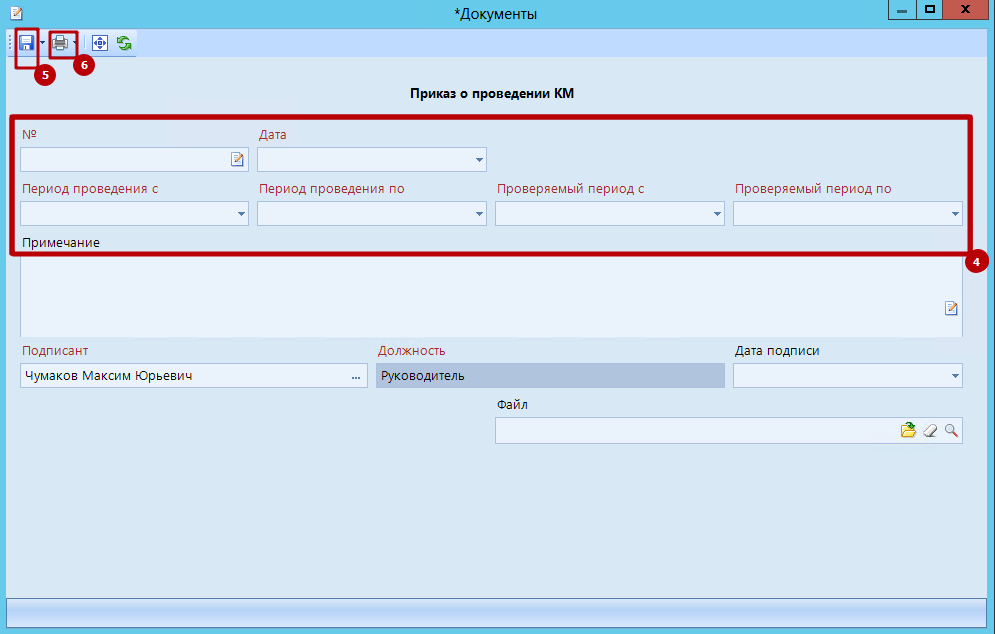 *Документы
5
6
Приказ о проведении КМ
№ Дата
Период проведения с Период проведения по Проверяемый период с Проверяемый период по
Примечание
4
Подписант Должность Дата подписи
Чумаков Максим Юрьевич ... Руководитель
Файл